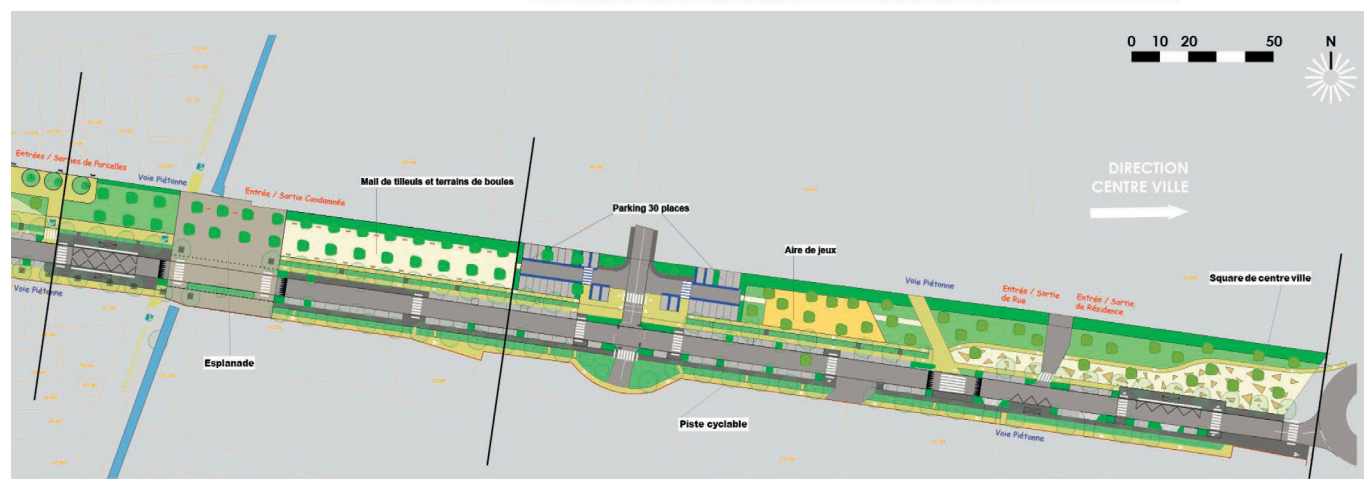 0 10 20 50 N
DIRECTION
CENTRE VILLE
Entrées / Sorties de Parcelles
Voie Piétonne
Entrée / Sortie Condamnée
Mail de tilleuls et terrains de boules
Parking 30 places
Aire de jeux
Voie Piétonne
Entrée / Sortie
de Rue
Entrée / Sortie
de Résidence
Square de centre ville
Voie Piétonne
Esplanade
Piste cyclable
Voie Piétonne